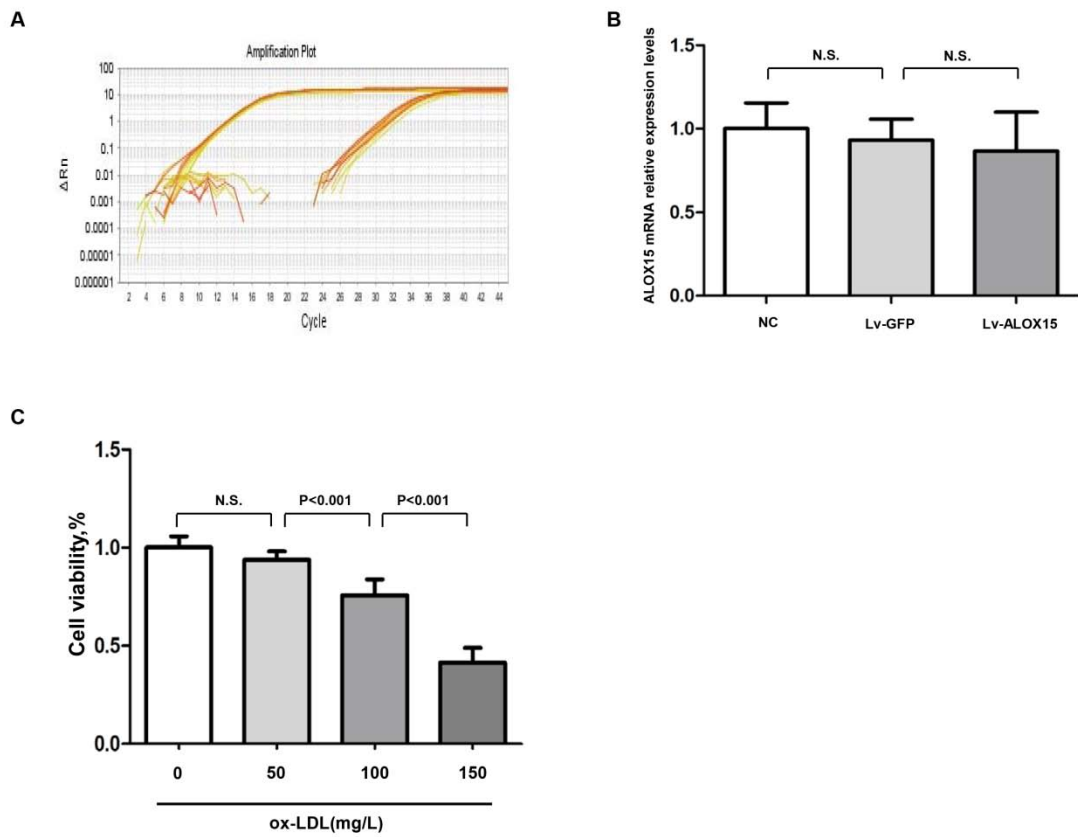 A
Amplification Plot
ΔRn
100
10
1
0.1
0.01
0.001
0.0001
0.00001
0.000001
2 4 6 8 10 12 14 16 18 20 22 24 26 28 30 32 34 36 38 40 42 44
Cycle
B
ALOX15 mRNA relative expression levels
1.5
1.0
0.5
0.0
N.S. N.S.
NC Lv-GFP Lv-ALOX15
C
Cell viability,%
1.5
1.0
0.5
0.0
N.S. P<0.001 P<0.001
0 50 100 150
ox-LDL(mg/L)